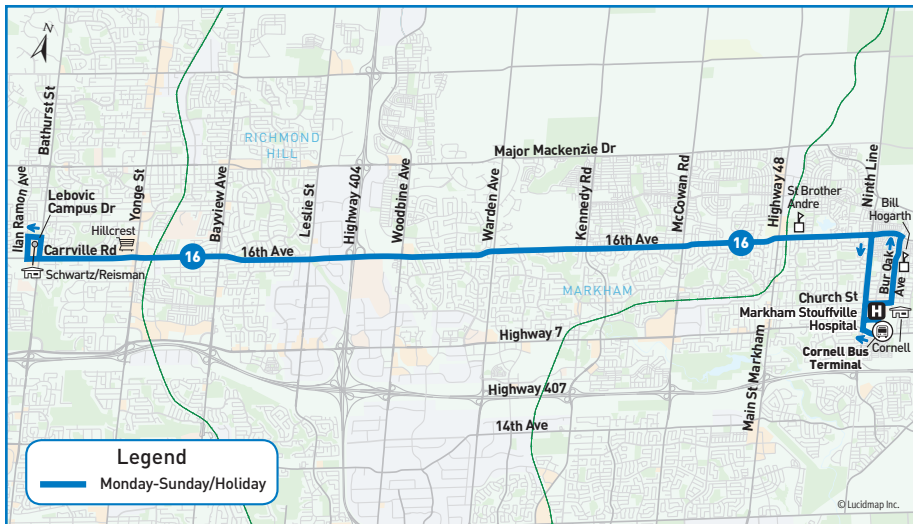 N
Bathurst St
Ilan Ramon Ave
Lebovic
Campus Dr
Hillcrest
Carrville Rd
Schwartz/Reisman
Yonge St
16
RICHMOND
HILL
Bayview Ave
16th Ave
Leslie St
Highway 404
Woodbine Ave
Major Mackenzie Dr
Warden Ave
Kennedy Rd
16th Ave
McCowan Rd
16
Highway 48
St Brother
Andre
Ninth Line
Bill
Hogarth
Bur Oak
Ave
MARKHAM
Church St
Markham Stouffville
Hospital
H
Cornell Bus
Terminal
Cornell
Highway 7
Main St Markham
Highway 407
14th Ave
Legend
Monday-Sunday/Holiday
© Lucidmap Inc.